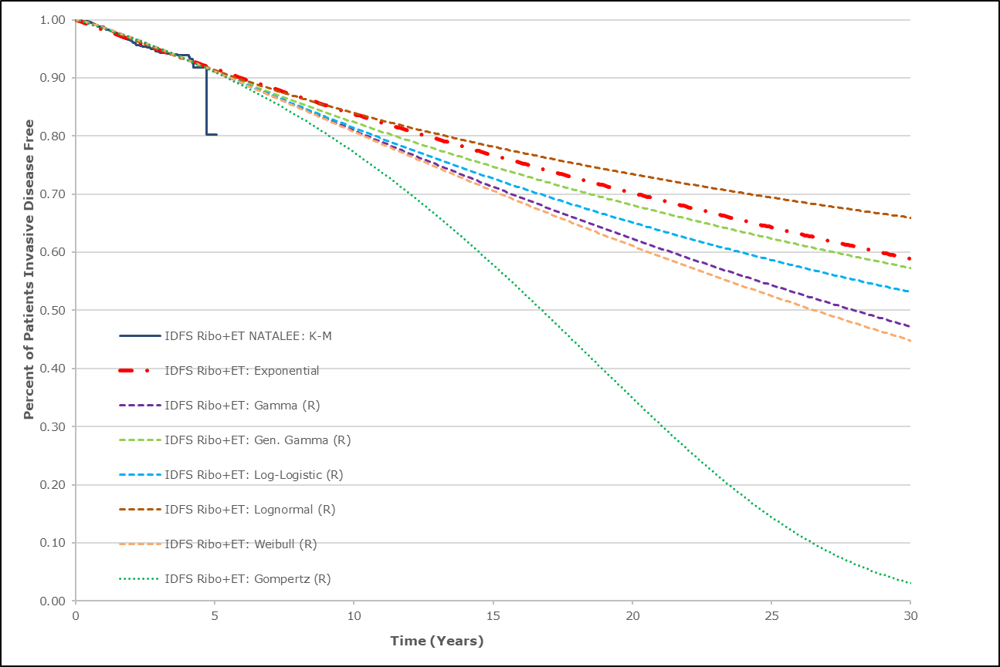 1.00
0.90
0.80
0.70
0.60
0.50
0.40
0.30
0.20
0.10
0.00
Percent of Patients Invasive Disease Free
IDFS Ribo+ET NATALEE: K-M
IDFS Ribo+ET: Exponential
IDFS Ribo+ET: Gamma (R)
IDFS Ribo+ET: Gen. Gamma (R)
IDFS Ribo+ET: Log-Logistic (R)
IDFS Ribo+ET: Lognormal (R)
IDFS Ribo+ET: Weibull (R)
IDFS Ribo+ET: Gompertz (R)
0 5 10 15 20 25 30
Time (Years)